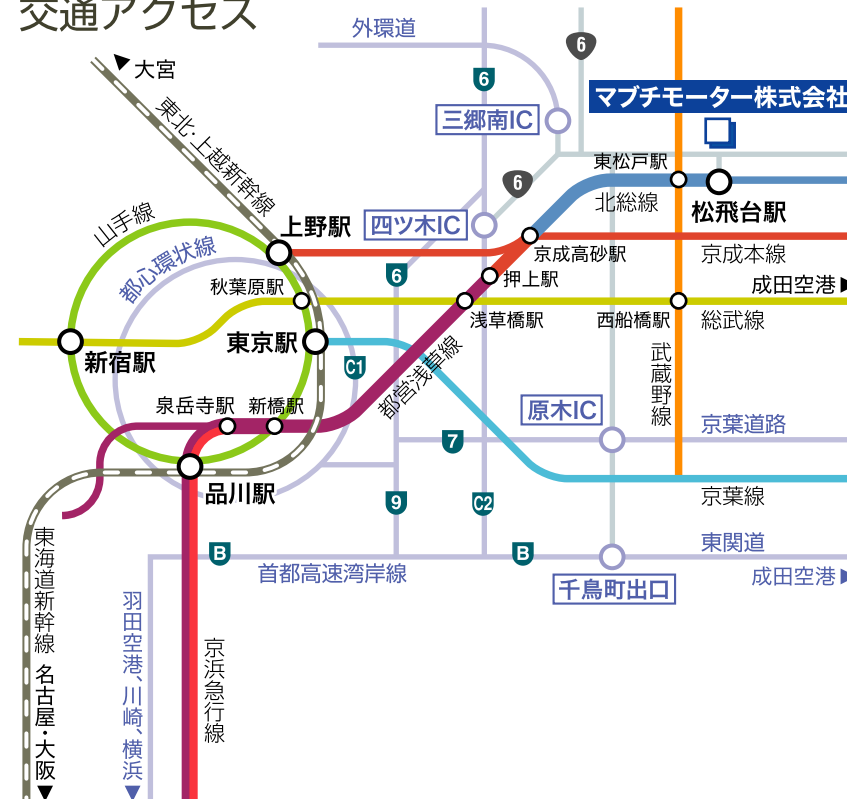 交通アクセス
大宮
外環道
6
6
マブチモーター株式会社
三郷南IC
東北・上越新幹線
東松戸駅
6
北総線
松飛台駅
山手線
上野駅
四ツ木IC
都心環状線
京成高砂駅
京成本線
6
押上駅
秋葉原駅
成田空港
浅草橋駅
西船橋駅
総武線
新宿駅
東京駅
C1
都営浅草線
武蔵野線
泉岳寺駅
新橋駅
原木IC
京葉道路
7
品川駅
9
C2
京葉線
東海道新幹線
名古屋・大阪
B
B
東関道
首都高速湾岸線
成田空港
千鳥町出口
羽田空港、川崎、横浜
京浜急行線